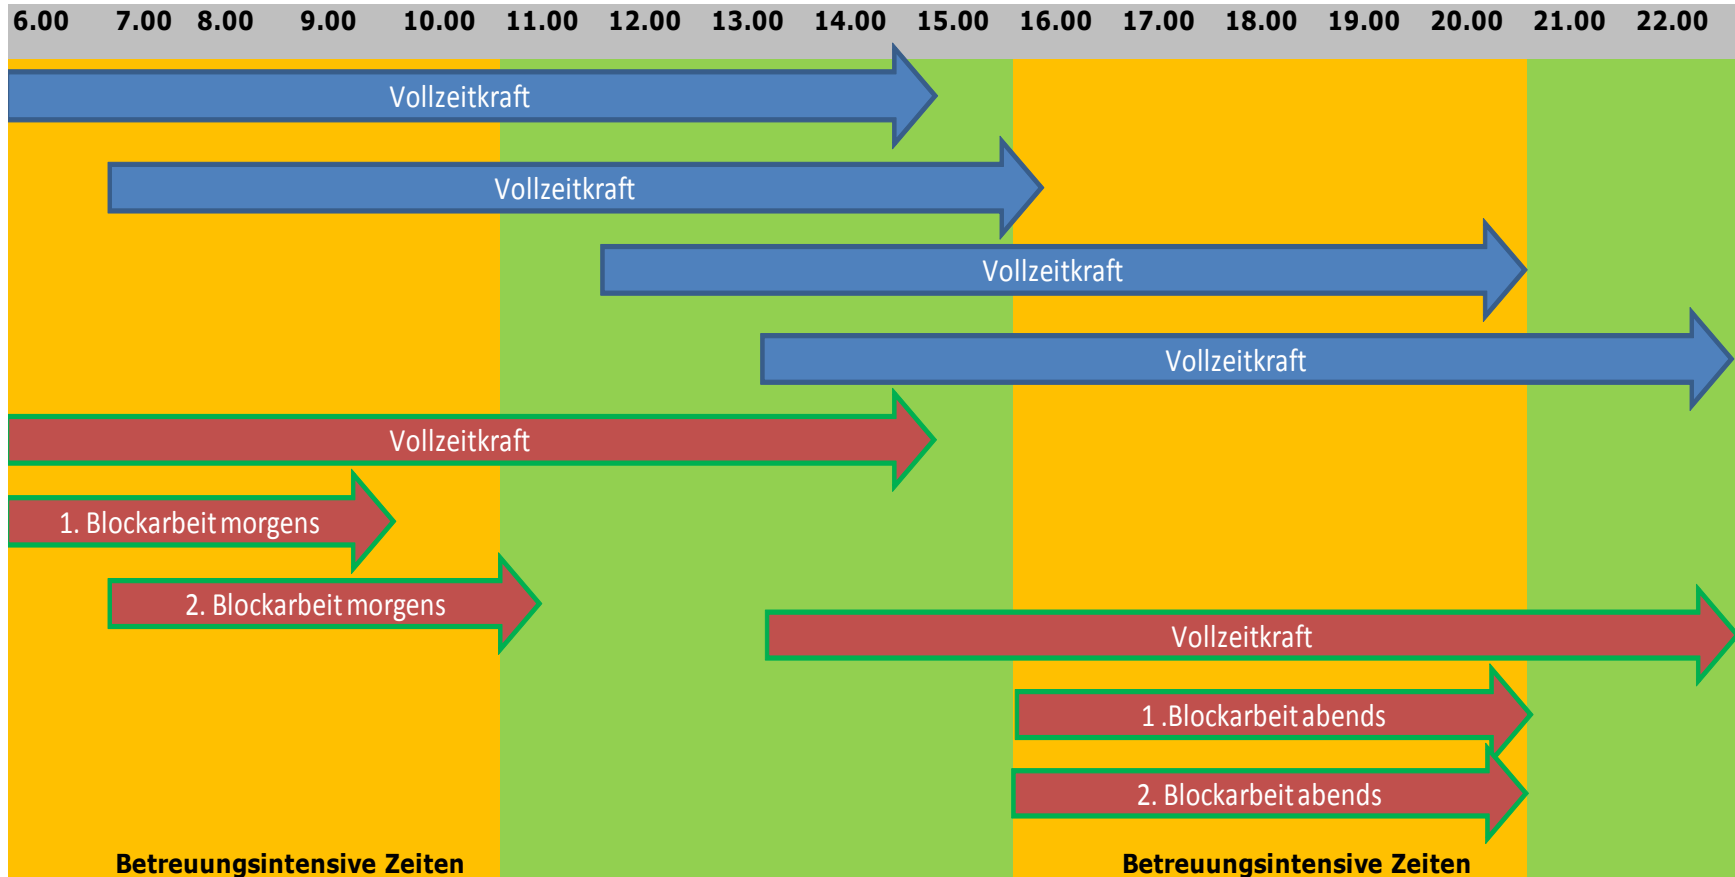 6.00 7.00 8.00 9.00 10.00 11.00 12.00 13.00 14.00 15.00 16.00 17.00 18.00 19.00 20.00 21.00 22.00
Vollzeitkraft
Vollzeitkraft
Vollzeitkraft
Vollzeitkraft
Vollzeitkraft
1. Blockarbeit morgens
2. Blockarbeit morgens
Vollzeitkraft
1 .Blockarbeit abends
2. Blockarbeit abends
Betreuungsintensive Zeiten Betreuungsintensive Zeiten